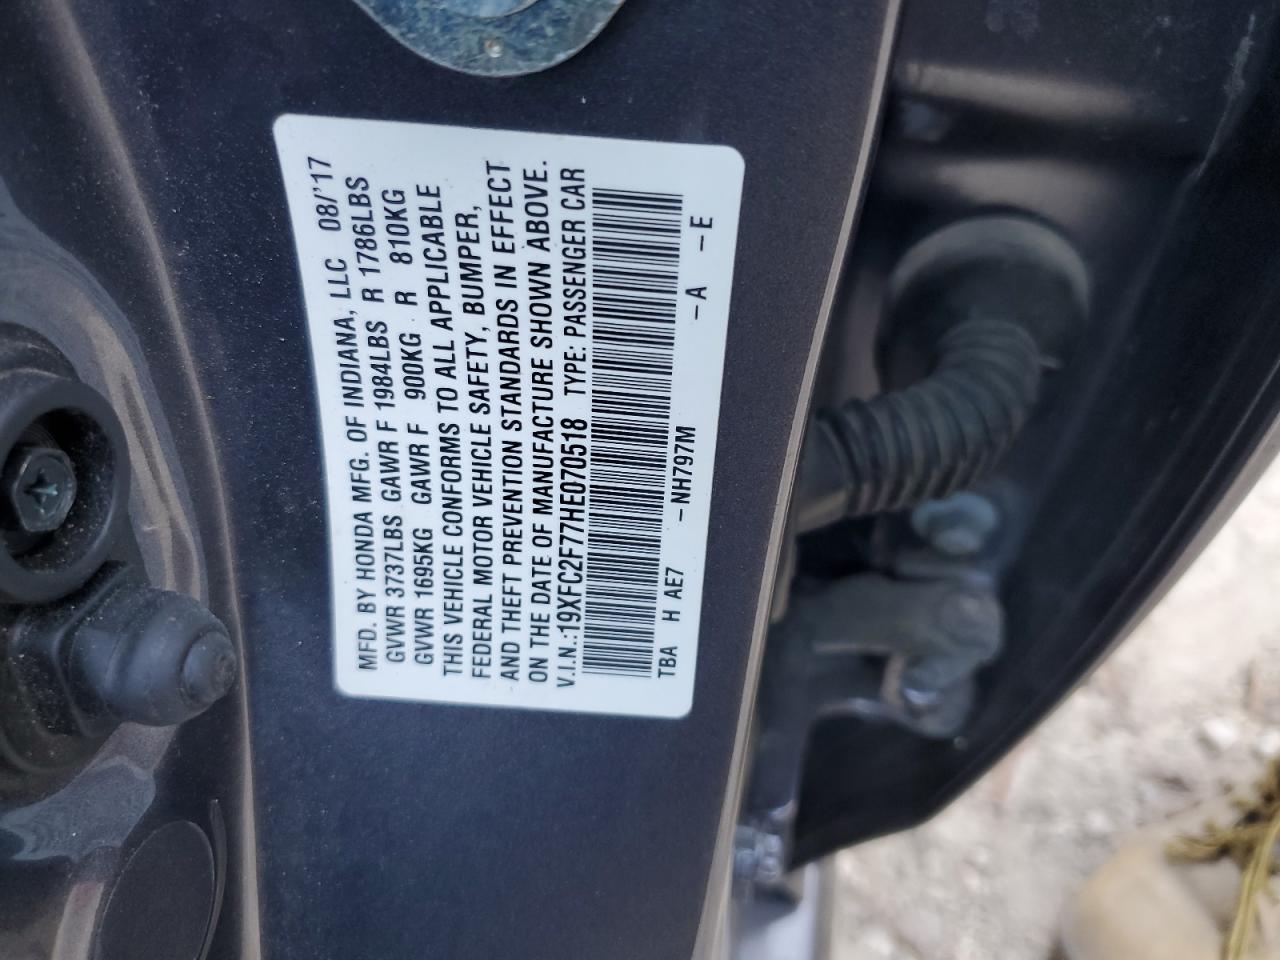 MFD. BY HONDA MFG. OF INDIANA, LLC 08/'17
GVWR 3737LBS GAWR F 1984LBS R 1786LBS
GVWR 1695KG GAWR F 900KG R 810KG
THIS VEHICLE CONFORMS TO ALL APPLICABLE
FEDERAL MOTOR VEHICLE SAFETY, BUMPER,
AND THEFT PREVENTION STANDARDS IN EFFECT
ON THE DATE OF MANUFACTURE SHOWN ABOVE.
V.I.N.:19XFC2F77HE070518 TYPE: PASSENGER CAR
TBA H AE7 –NH797M –A –E